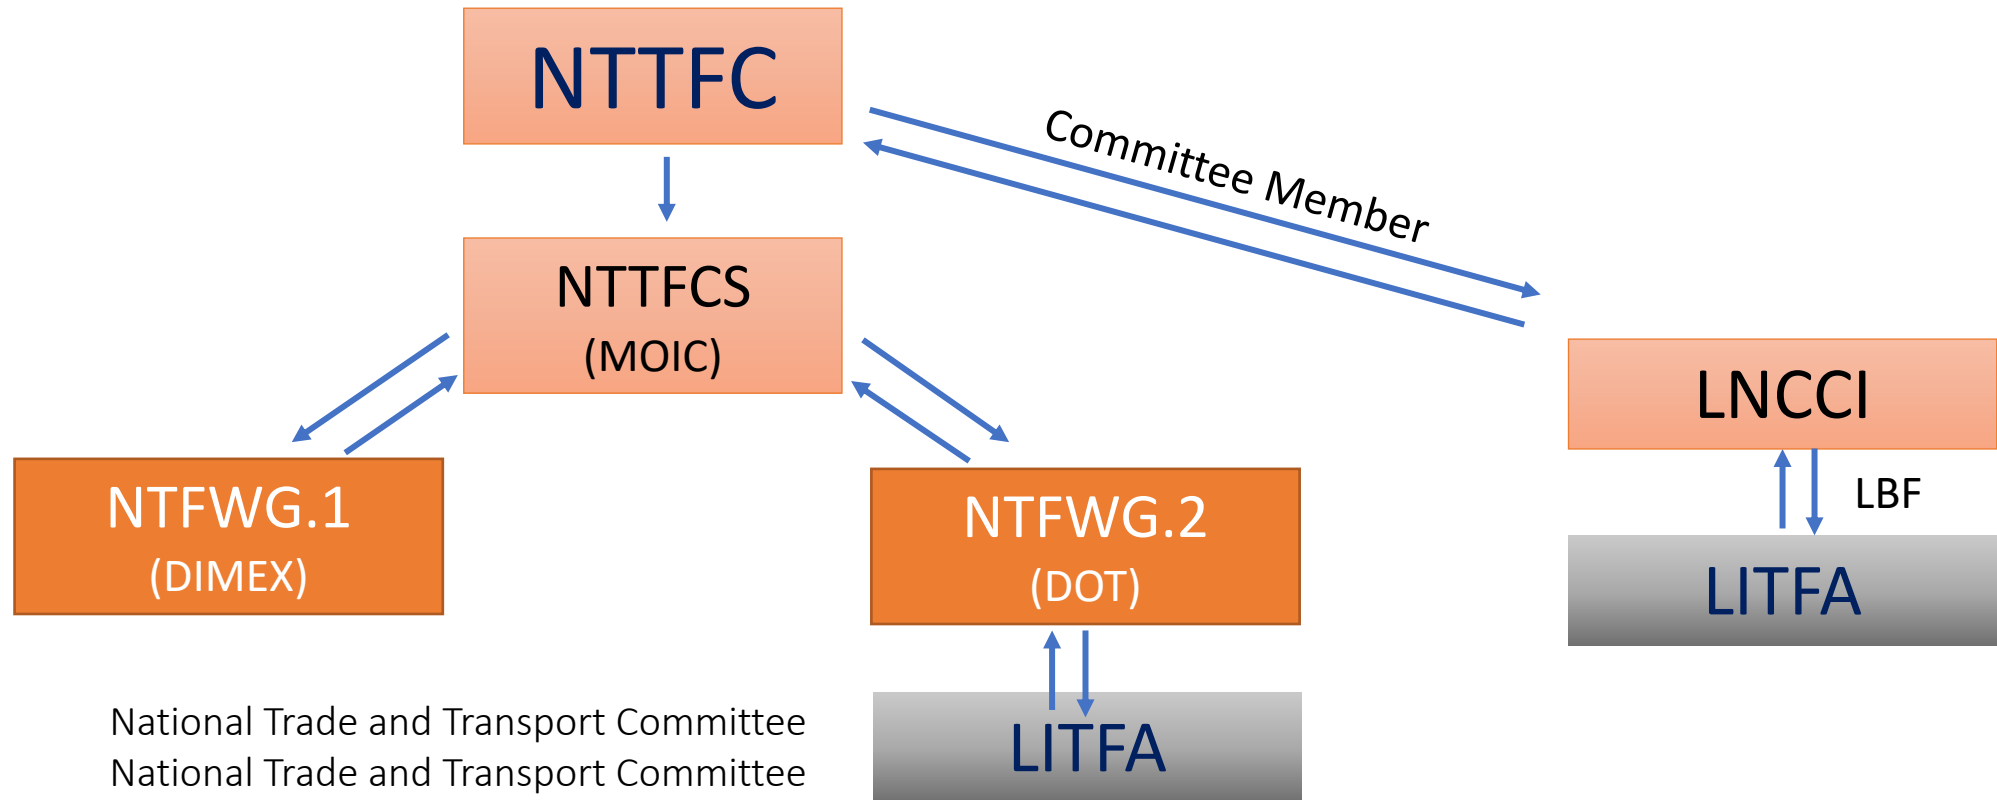 NTTFC
Committee Member
NTTFCS
(MOIC)
LNCCI
LBF
NTFWG.1
(DIMEX)
NTFWG.2
(DOT)
LITFA
LITFA
National Trade and Transport Committee
National Trade and Transport Committee